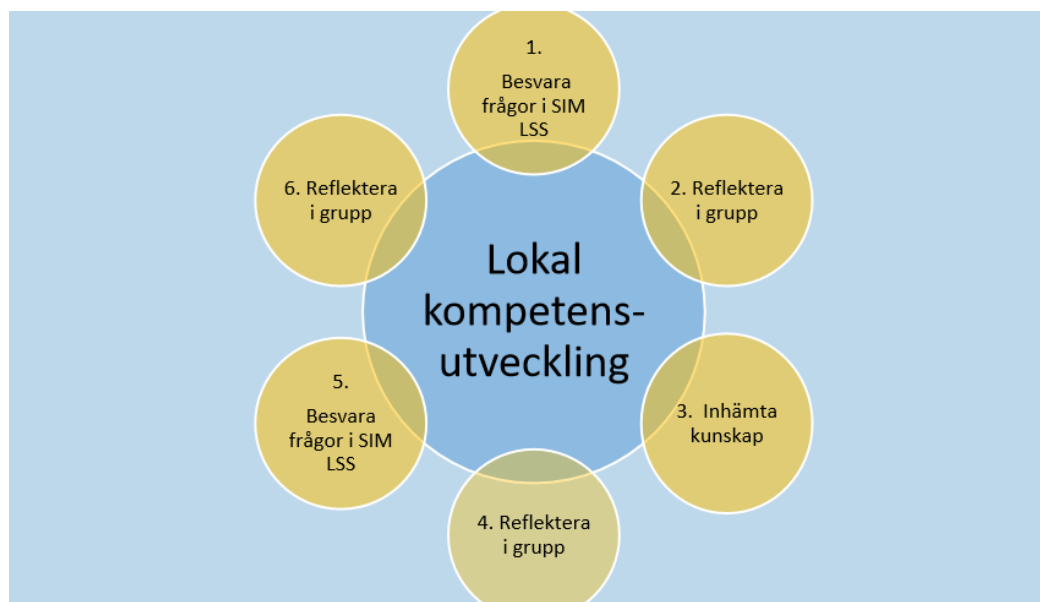 1.
Besvara
frågor i SIM
LSS
2. Reflektera
i grupp
3. Inhämta
kunskap
4. Reflektera
i grupp
5.
Besvara
frågor i SIM
LSS
6. Reflektera
i grupp
Lokal
kompetens-
utveckling